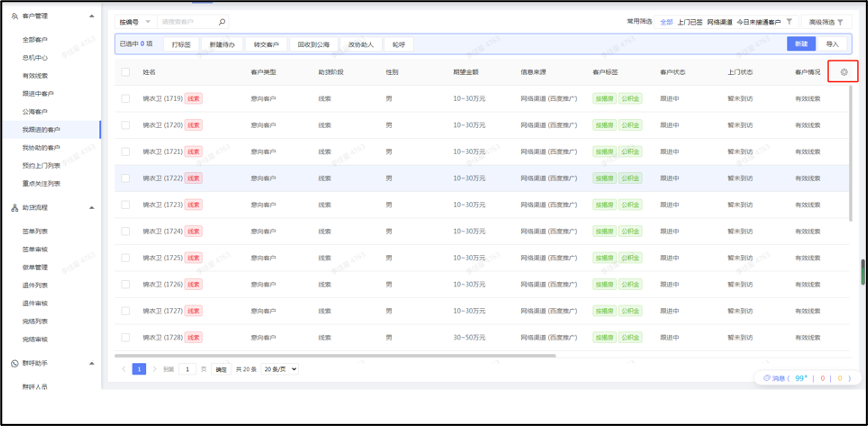 客户管理
全部客户
总机中心
有效线索
跟进中客户
公海客户
我跟进的客户
我协助的客户
预约上门列表
重点关注列表
助贷流程
签单列表
签单审核
做单管理
退件列表
退件审核
完结列表
完结审核
群呼助手
群呼人员
按编号 请搜索客户
常用筛选 全部 上门已签 网络渠道 今日未接通客户 高级筛选
已选中 0 项 打标签 新建待办 转交客户 回收到公海 改协助人 轮呼 新建 导入
姓名 客户类型 助贷阶段 性别 期望金额 信息来源 客户标签 客户状态 上门状态 客户情况
锦衣卫 (1719) 线索 意向客户 线索 男 10~30万元 网络渠道 (百度推广) 按揭房 公积金 跟进中 暂未到访 有效线索
锦衣卫 (1720) 线索 意向客户 线索 男 10~30万元 网络渠道 (百度推广) 按揭房 公积金 跟进中 暂未到访 有效线索
锦衣卫 (1721) 线索 意向客户 线索 男 10~30万元 网络渠道 (百度推广) 按揭房 公积金 跟进中 暂未到访 有效线索
锦衣卫 (1722) 线索 意向客户 线索 男 10~30万元 网络渠道 (百度推广) 按揭房 公积金 跟进中 暂未到访 有效线索
锦衣卫 (1723) 线索 意向客户 线索 男 10~30万元 网络渠道 (百度推广) 按揭房 公积金 跟进中 暂未到访 有效线索
锦衣卫 (1724) 线索 意向客户 线索 男 10~30万元 网络渠道 (百度推广) 按揭房 公积金 跟进中 暂未到访 有效线索
锦衣卫 (1725) 线索 意向客户 线索 男 10~30万元 网络渠道 (百度推广) 按揭房 公积金 跟进中 暂未到访 有效线索
锦衣卫 (1726) 线索 意向客户 线索 男 10~30万元 网络渠道 (百度推广) 按揭房 公积金 跟进中 暂未到访 有效线索
锦衣卫 (1727) 线索 意向客户 线索 男 10~30万元 网络渠道 (百度推广) 按揭房 公积金 跟进中 暂未到访 有效线索
锦衣卫 (1728) 线索 意向客户 线索 男 30~50万元 网络渠道 (百度推广) 按揭房 公积金 跟进中 暂未到访 有效线索
1 到第 1 页 确定 共 20 条 20 条/页
消息 ( 99+ | 0 | 0 )